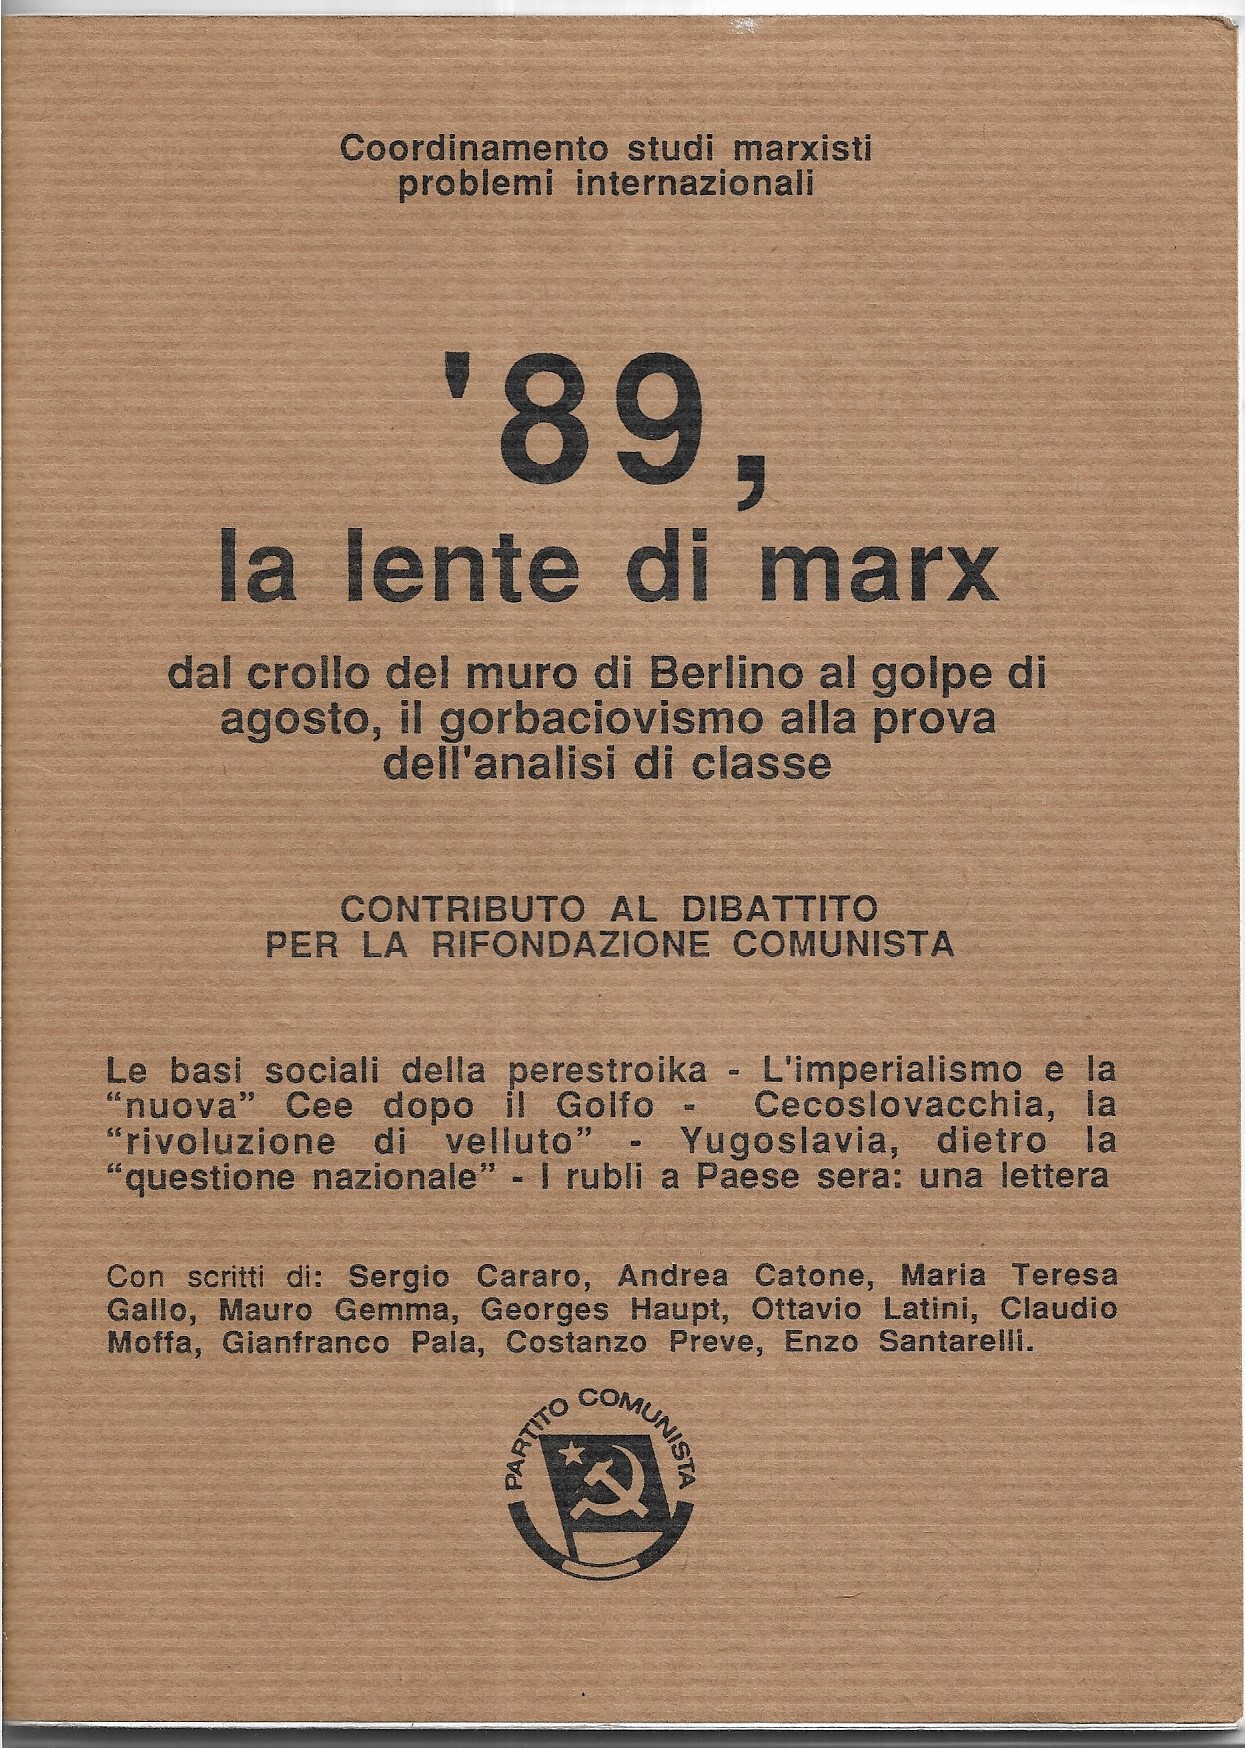 Coordinamento studi marxisti
problemi internazionali
'89,
la lente di marx
dal crollo del muro di Berlino al golpe di
agosto, il gorbaciovismo alla prova
dell'analisi di classe
CONTRIBUTO AL DIBATTITO
PER LA RIFONDAZIONE COMUNISTA
Le basi sociali della perestroika - L'imperialismo e la
“nuova” Cee dopo il Golfo - Cecoslovacchia, la
“rivoluzione di velluto” - Yugoslavia, dietro la
“questione nazionale” - I rubli a Paese sera: una lettera
Con scritti di: Sergio Cararo, Andrea Catone, Maria Teresa
Gallo, Mauro Gemma, Georges Haupt, Ottavio Latini, Claudio
Moffa, Gianfranco Pala, Costanzo Preve, Enzo Santarelli.
PARTITO COMUNISTA